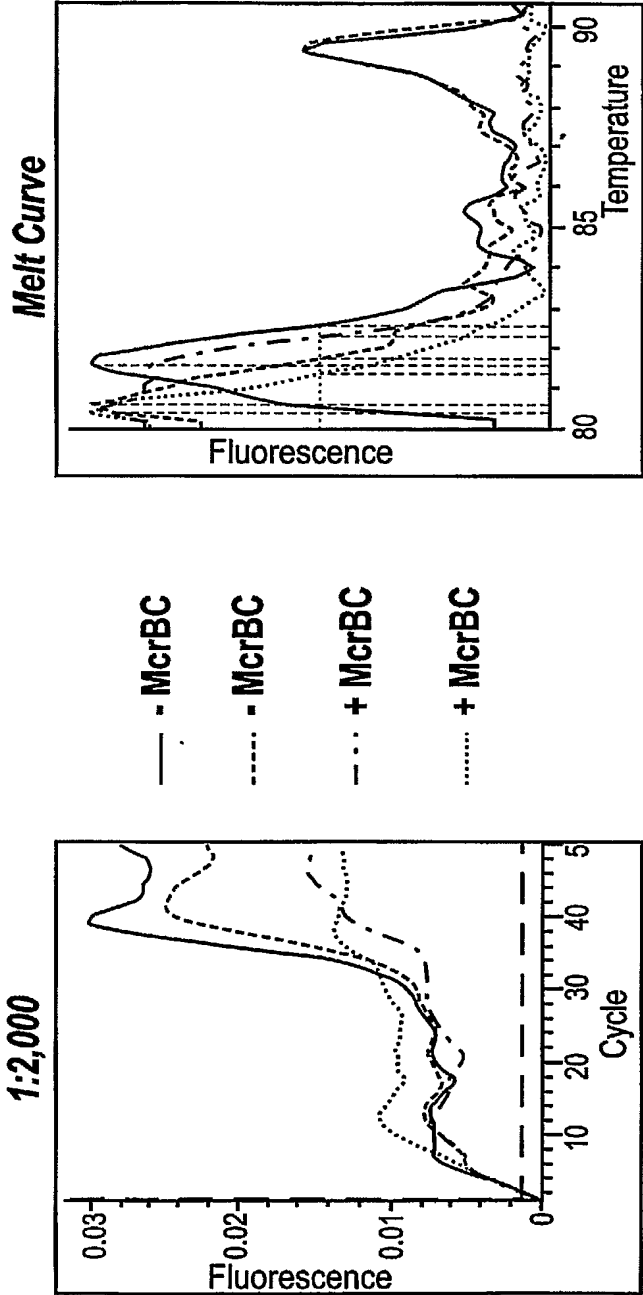 1:2,000
Fluorescence
0.03
0.02
0.01
0
10
20
30
40
5
Cycle
- McrBC
- McrBC
+ McrBC
+ McrBC
Melt Curve
Fluorescence
80
85
90
Temperature